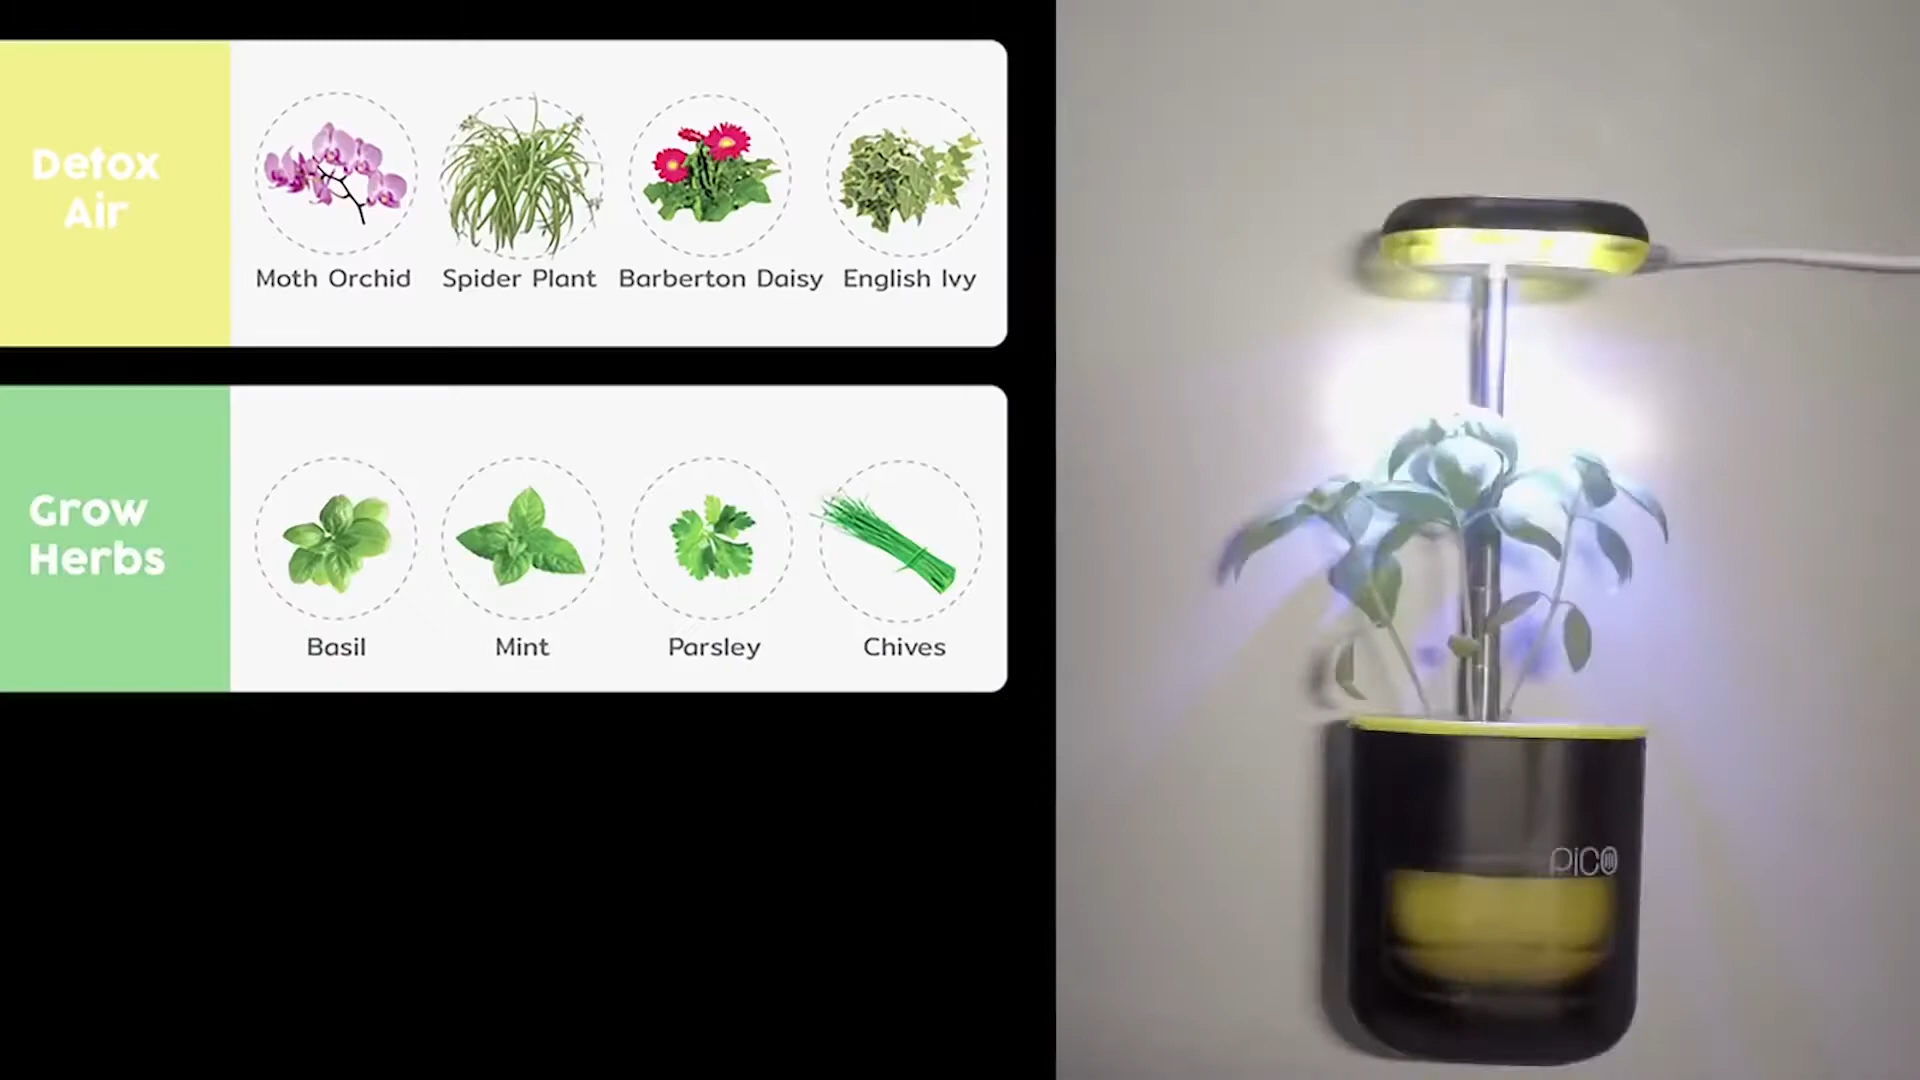 Detox
Air
Moth Orchid
Spider Plant
Barberton Daisy
English Ivy
Grow
Herbs
Basil
Mint
Parsley
Chives
PICO